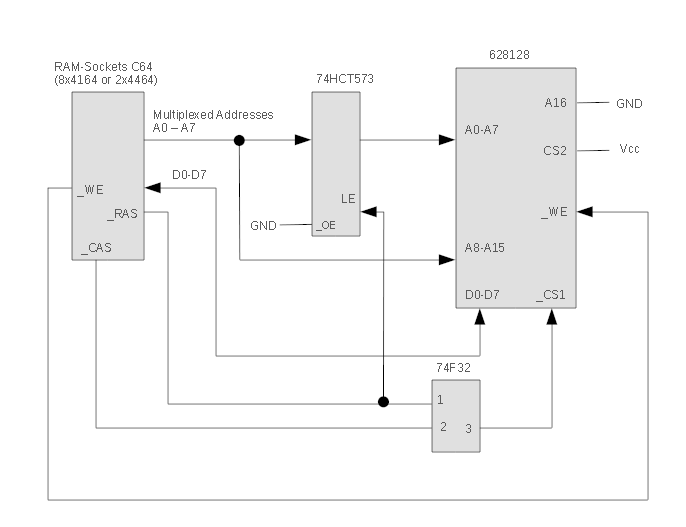 628128
RAM-Sockets C64
(8x4164 or 2x4464)
74HCT573
Multiplexed Addresses
A0 – A7
A16
GND
A0-A7
CS2
Vcc
D0-D7
_WE
LE
_RAS
_WE
GND
_OE
_CAS
A8-A15
D0-D7
_CS1
74F32
1
2
3